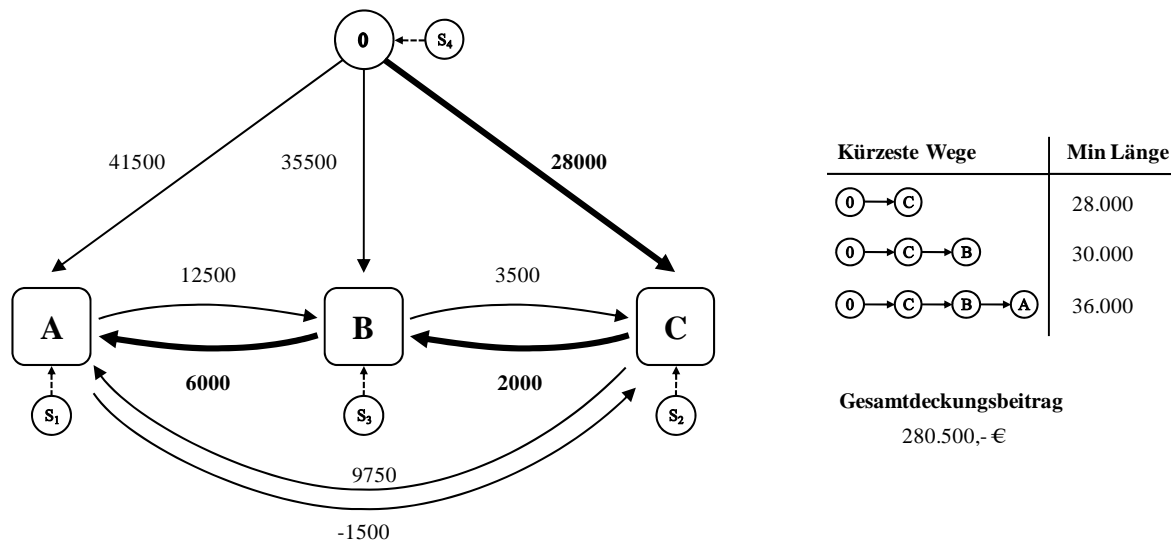 0
S₄
41500
35500
28000
12500
3500
A
B
C
6000
2000
S₁
S₃
S₂
9750
-1500
Kürzeste Wege Min Länge
0 C 28.000
0 C B 30.000
0 C B A 36.000
Gesamtdeckungsbeitrag
280.500,- €